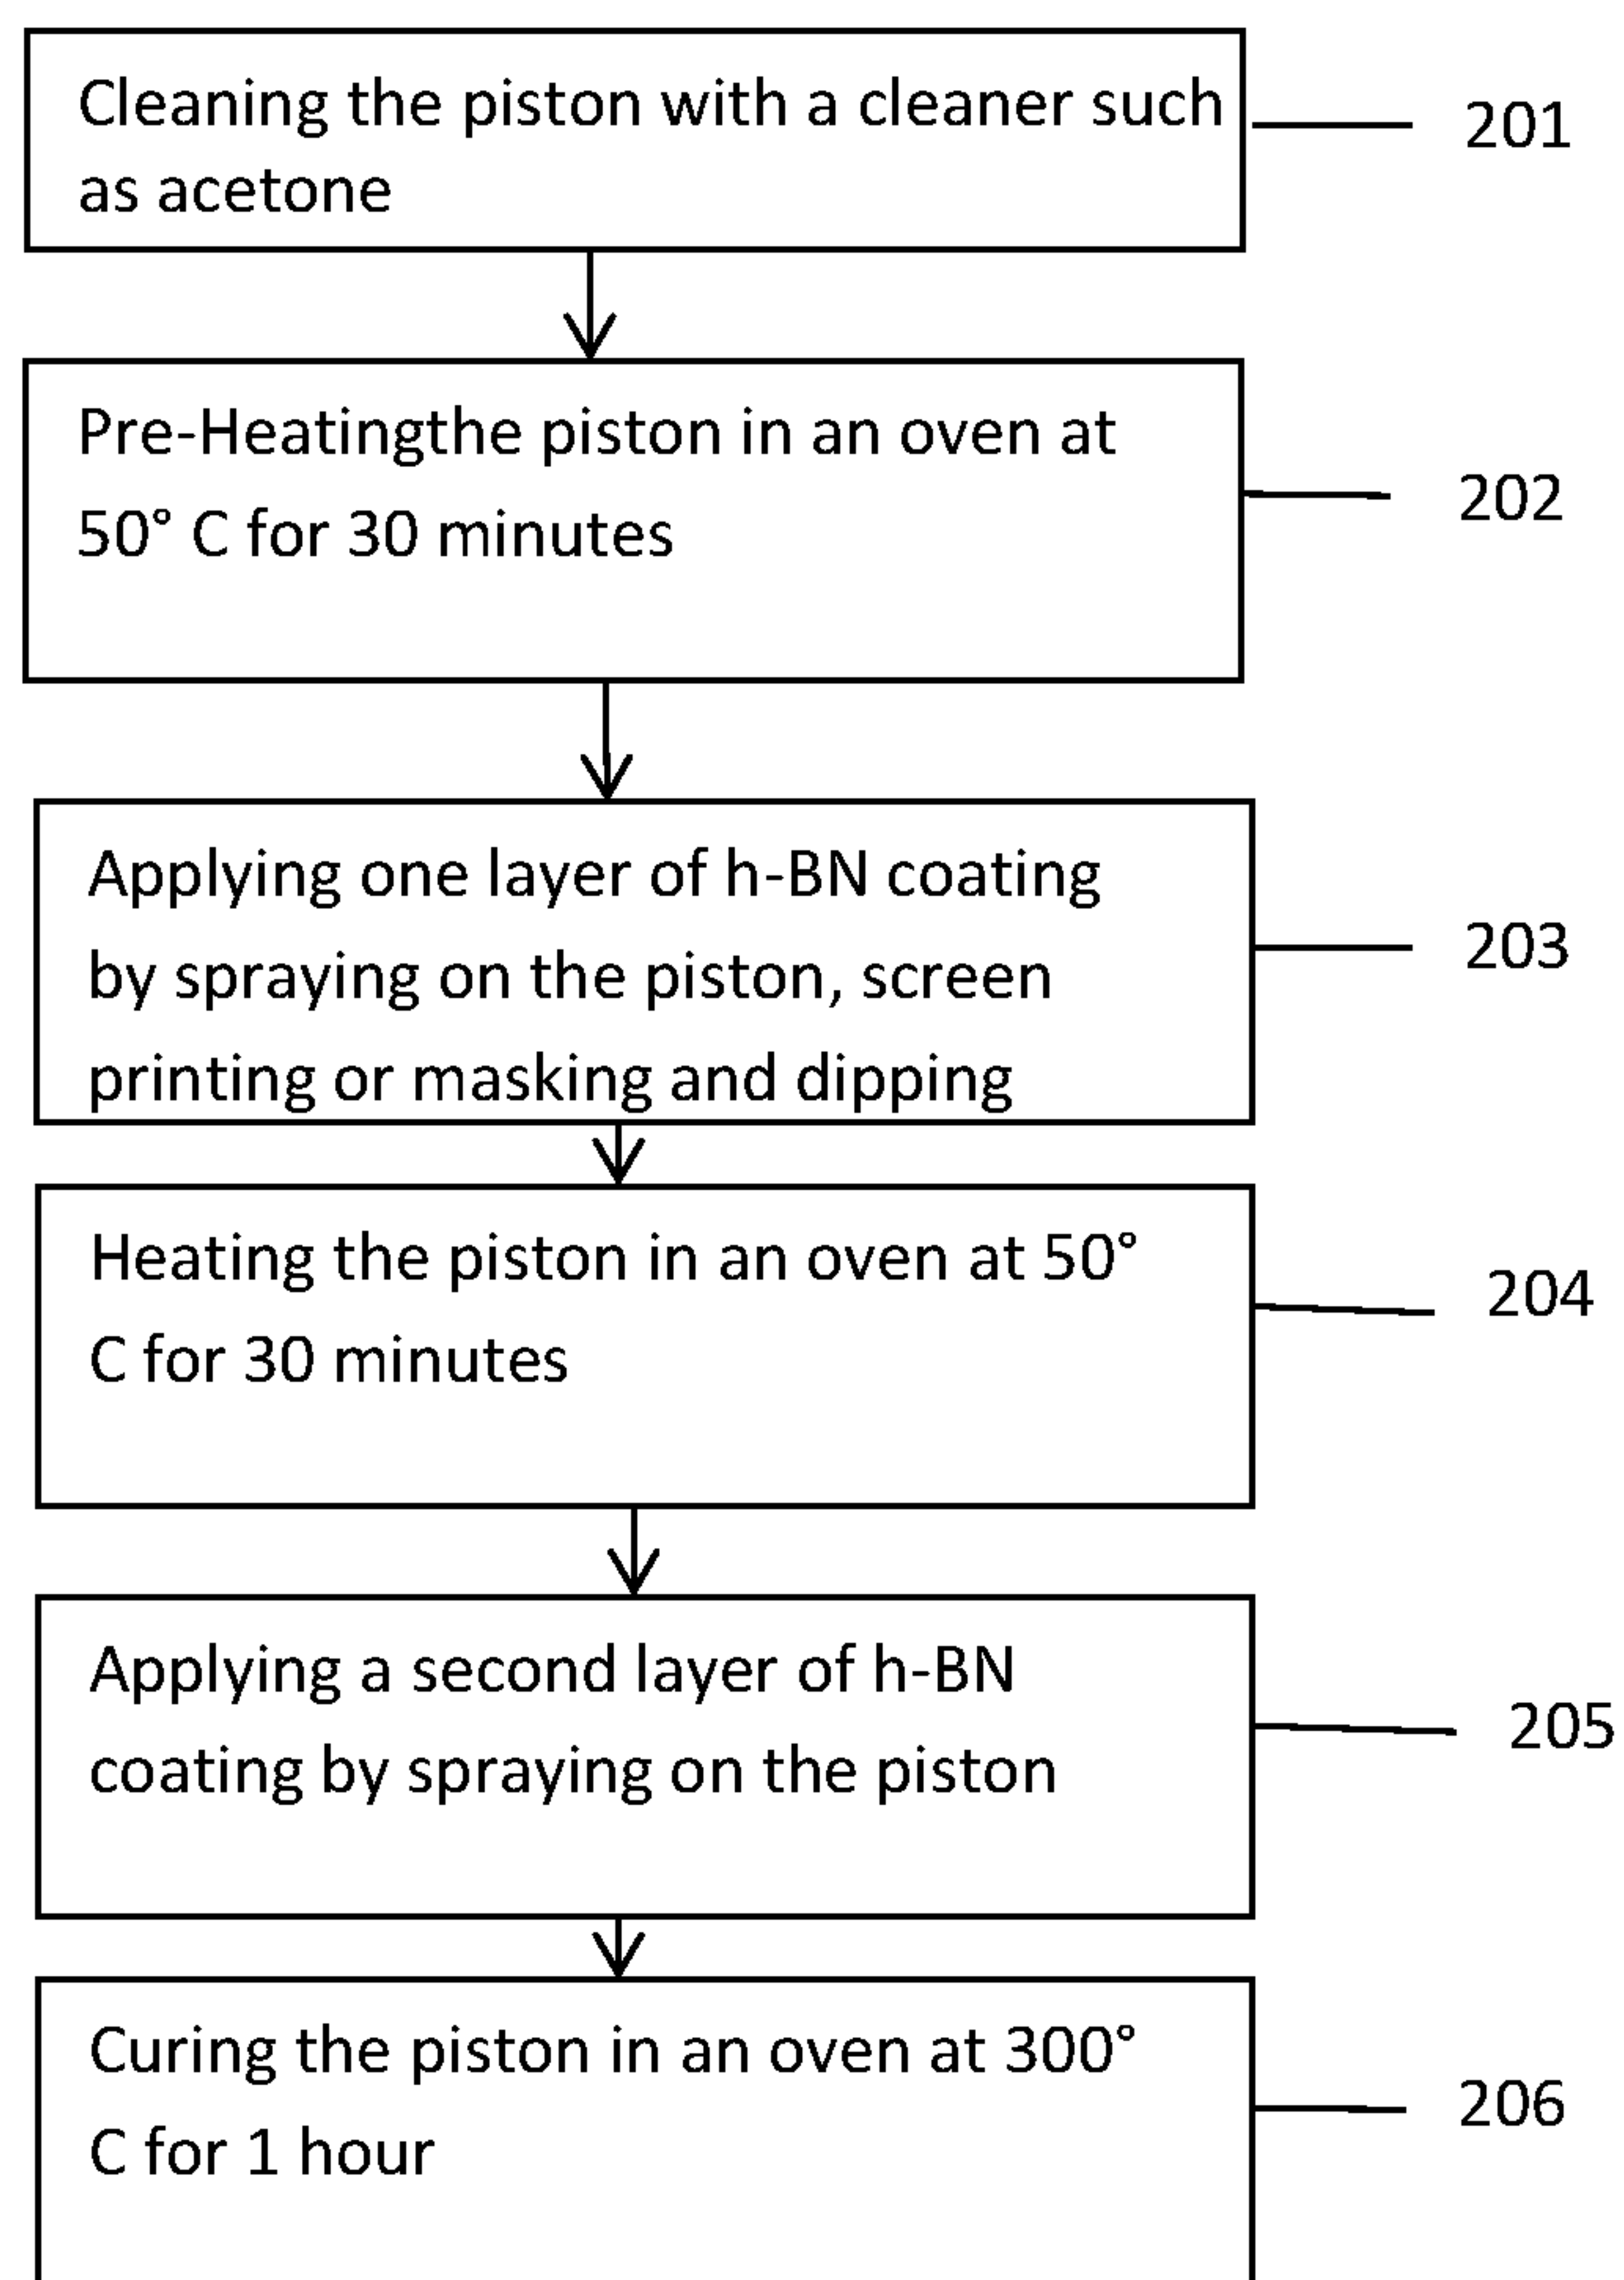 Cleaning the piston with a cleaner such
as acetone
201
Pre-Heatingthe piston in an oven at
50° C for 30 minutes
202
Applying one layer of h-BN coating
by spraying on the piston, screen
printing or masking and dipping
203
Heating the piston in an oven at 50°
C for 30 minutes
204
Applying a second layer of h-BN
coating by spraying on the piston
205
Curing the piston in an oven at 300°
C for 1 hour
206